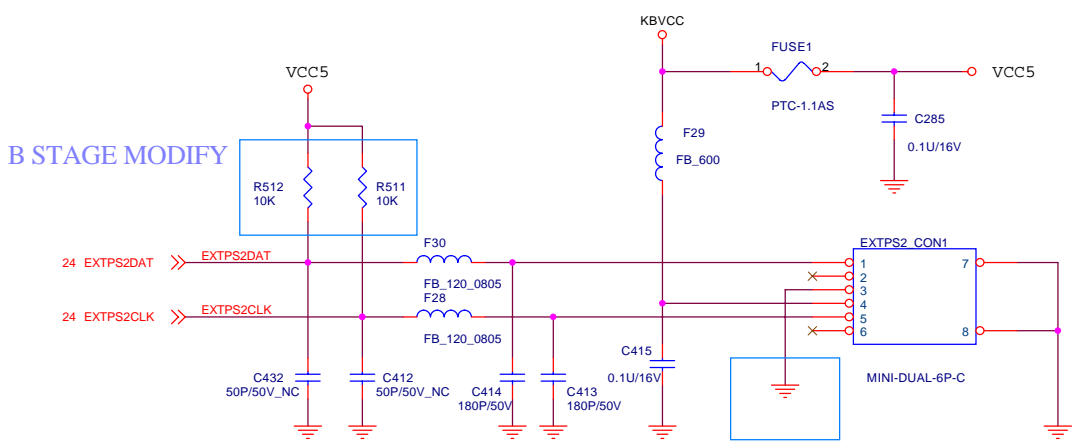 KBVCC
FUSE1
VCC5
1
2
VCC5
PTC-1.1AS
C285
F29
0.1U/16V
B STAGE MODIFY
FB_600
R512
R511
10K
10K
F30
EXTPS2_CON1
24 EXTPS2DAT
EXTPS2DAT
1
7
2
FB_120_0805
3
F28
4
24 EXTPS2CLK
EXTPS2CLK
5
6
8
FB_120_0805
C415
C432
C412
0.1U/16V
MINI-DUAL-6P-C
50P/50V_NC
50P/50V_NC
C414
C413
180P/50V
180P/50V